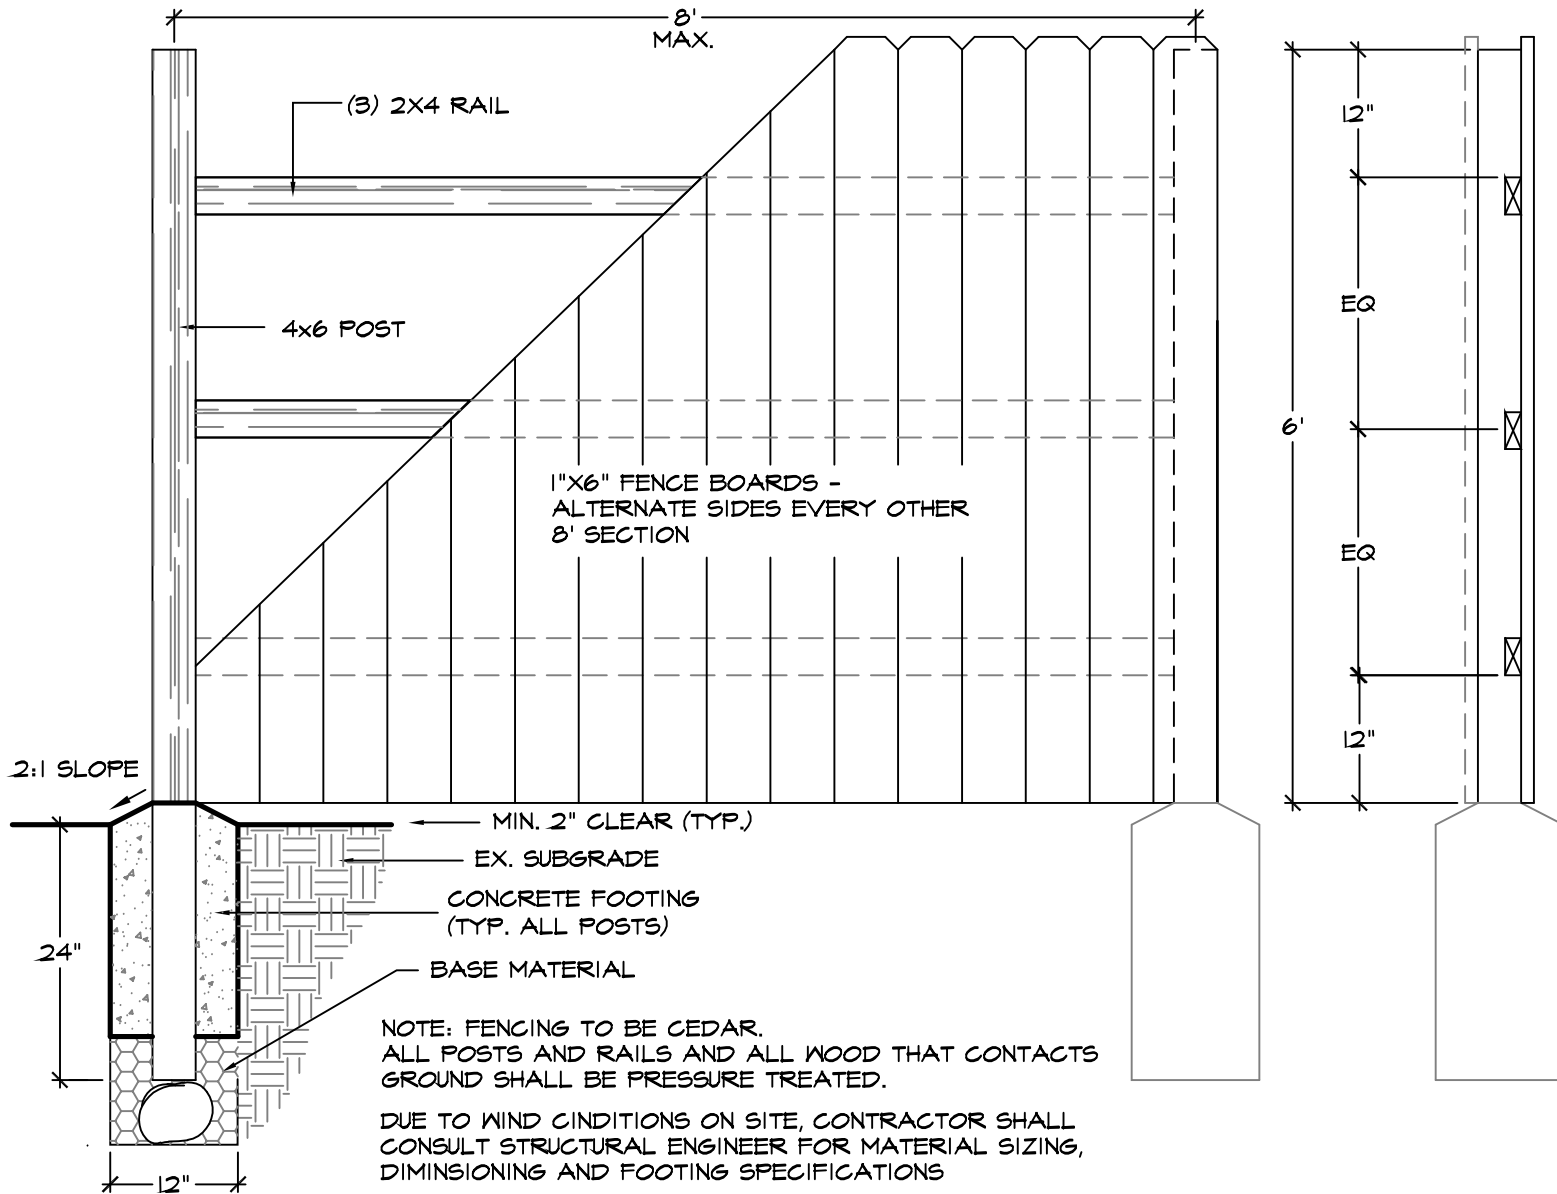 8'
MAX.
(3) 2X4 RAIL
12"
4x6 POST
EQ
6'
1"X6" FENCE BOARDS -
ALTERNATE SIDES EVERY OTHER
8' SECTION
EQ
12"
2:1 SLOPE
MIN. 2" CLEAR (TYP.)
EX. SUBGRADE
CONCRETE FOOTING
(TYP. ALL POSTS)
24"
BASE MATERIAL
NOTE: FENCING TO BE CEDAR.
ALL POSTS AND RAILS AND ALL WOOD THAT CONTACTS
GROUND SHALL BE PRESSURE TREATED.
DUE TO WIND CINDITIONS ON SITE, CONTRACTOR SHALL
CONSULT STRUCTURAL ENGINEER FOR MATERIAL SIZING,
DIMINSIONING AND FOOTING SPECIFICATIONS
12"